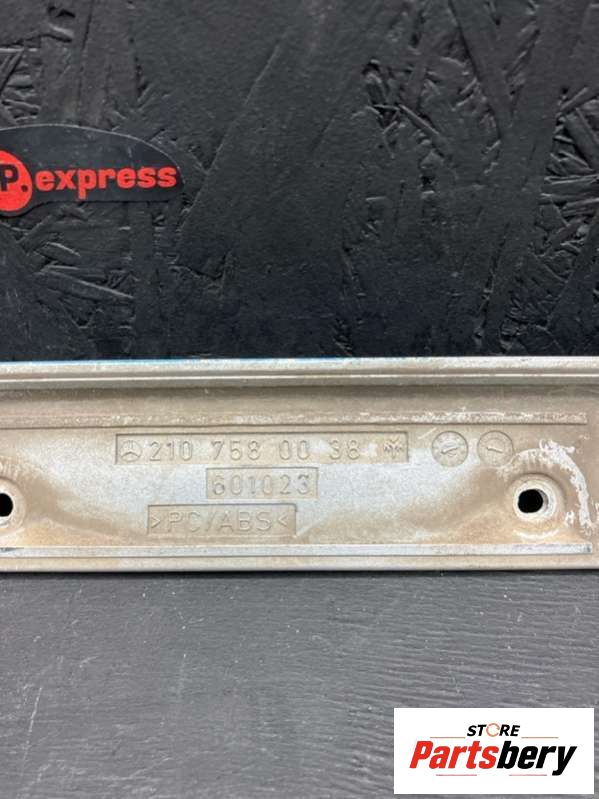 P.express
210 758 00 38
601023
>PC/ABS<
STORE
Partsbery